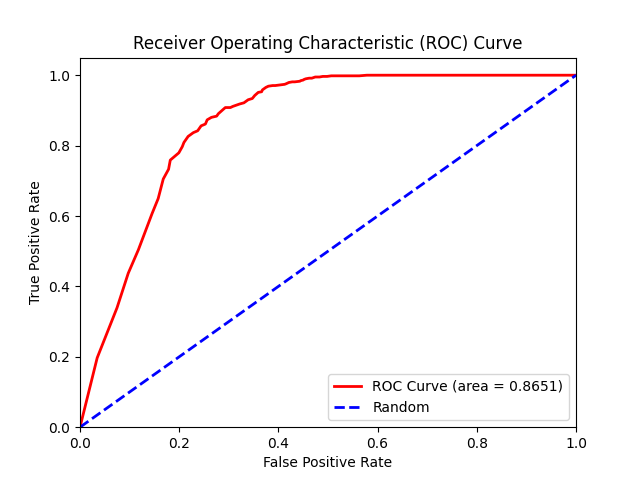 Receiver Operating Characteristic (ROC) Curve
True Positive Rate
1.0
0.8
0.6
0.4
0.2
0.0
ROC Curve (area = 0.8651)
Random
0.0 0.2 0.4 0.6 0.8 1.0
False Positive Rate